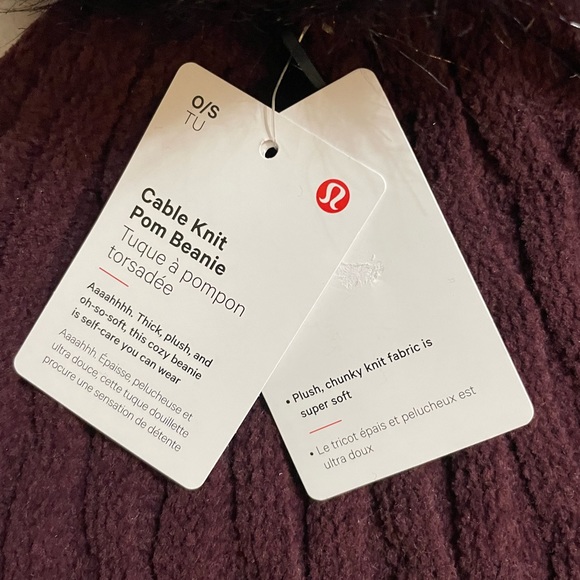 O/S
TU
Cable Knit
Pom Beanie
Tuque à pompon
torsadée
Aaaahhhh. Thick, plush, and
oh-so-soft, this cozy beanie
is self-care you can wear
Aaaahhh. Épaisse, pelucheuse et
ultra douce, cette tuque douillette
procure une sensation de détente
• Plush, chunky knit fabric is
super soft
• Le tricot épais et pelucheux est
ultra doux